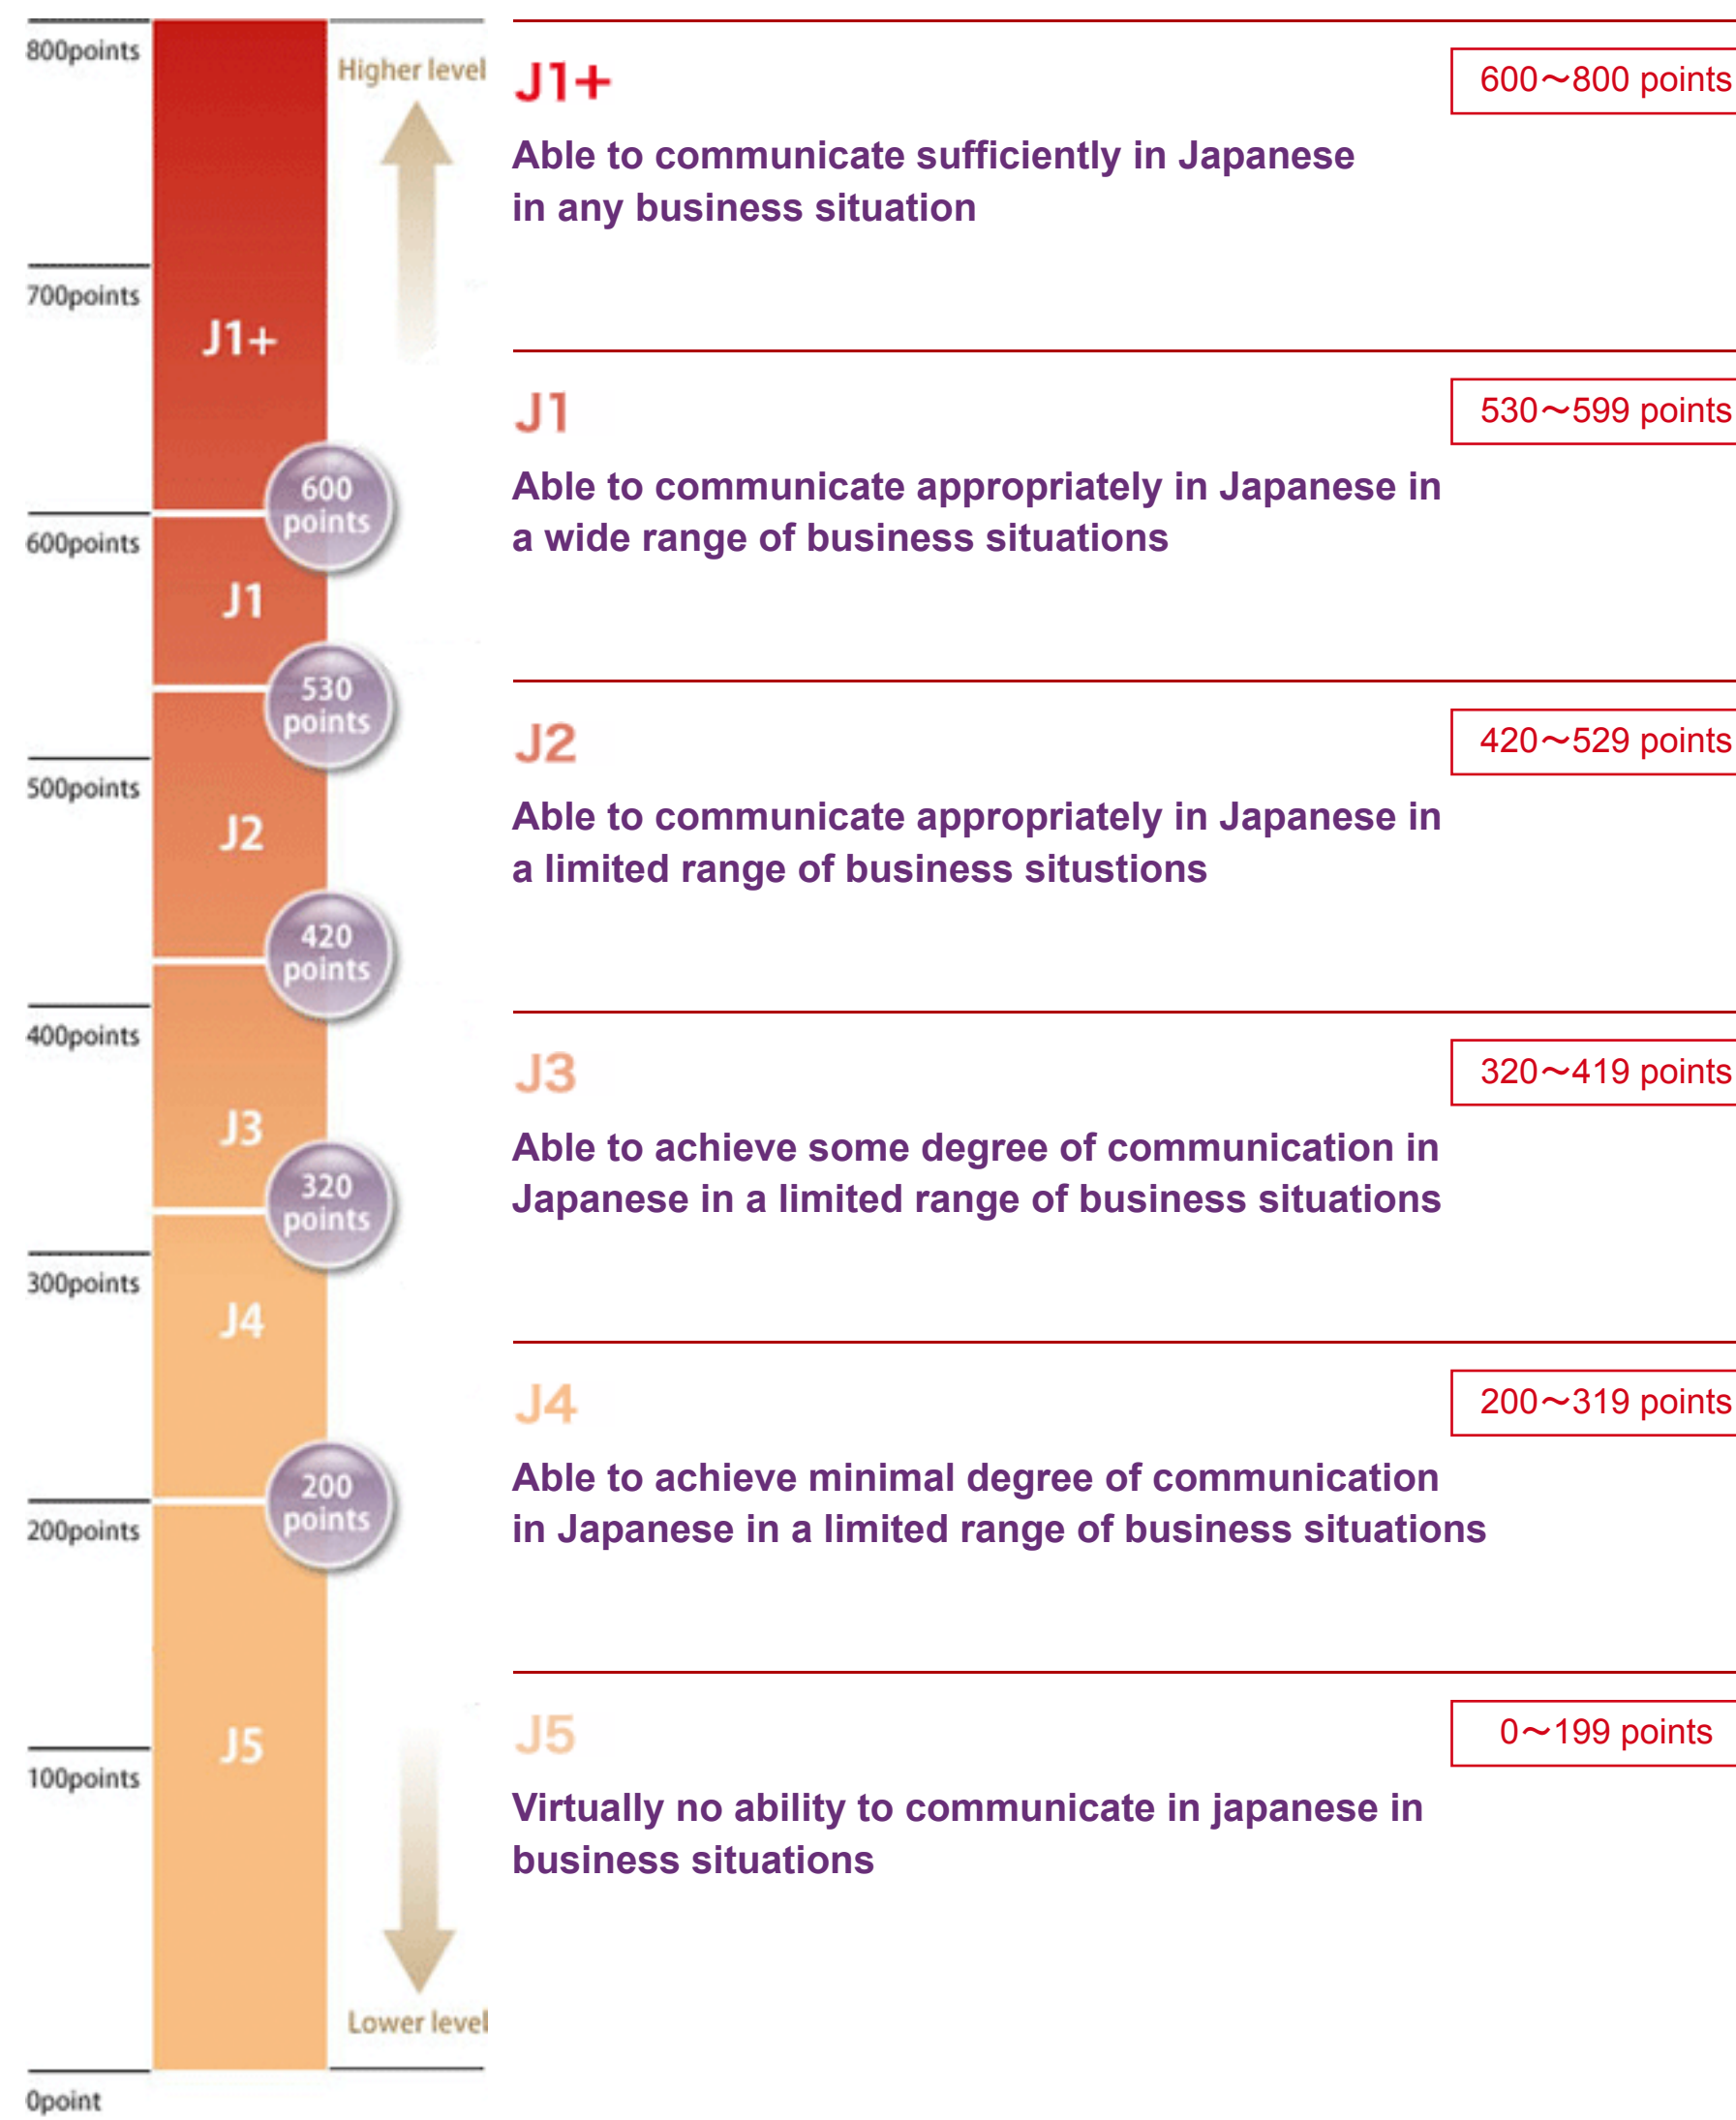 800points
Higher level
700points
J1+
600
points
600points
J1
530
points
500points
J2
420
points
400points
J3
320
points
300points
J4
200
points
200points
J5
100points
Lower level
0point
J1+
600～800 points
Able to communicate sufficiently in Japanese
in any business situation
J1
530～599 points
Able to communicate appropriately in Japanese in
a wide range of business situations
J2
420～529 points
Able to communicate appropriately in Japanese in
a limited range of business situstions
J3
320～419 points
Able to achieve some degree of communication in
Japanese in a limited range of business situations
J4
200～319 points
Able to achieve minimal degree of communication
in Japanese in a limited range of business situations
J5
0～199 points
Virtually no ability to communicate in japanese in
business situations